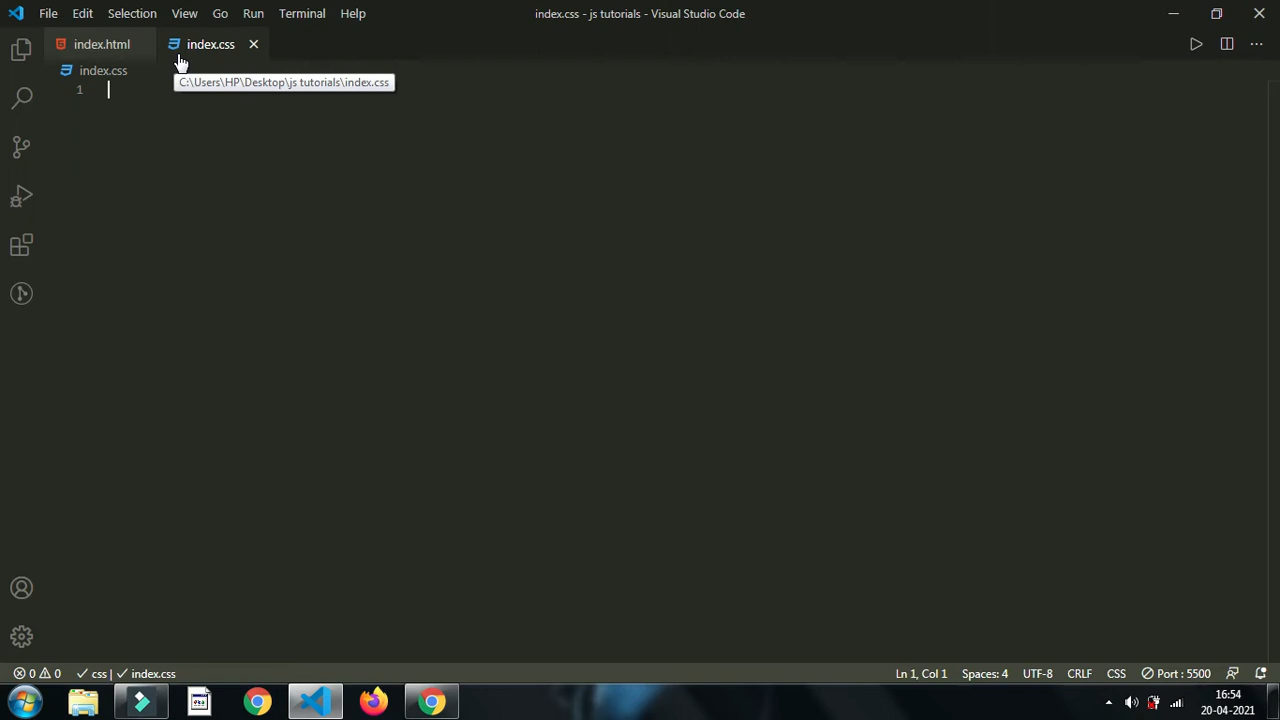 File Edit Selection View Go Run Terminal Help index.css - js tutorials - Visual Studio Code
index.html index.css
index.css
C:\Users\HP\Desktop\js tutorials\index.css
1
0 0 css | index.css Ln 1, Col 1 Spaces: 4 UTF-8 CRLF CSS Port : 5500
16:54
20-04-2021